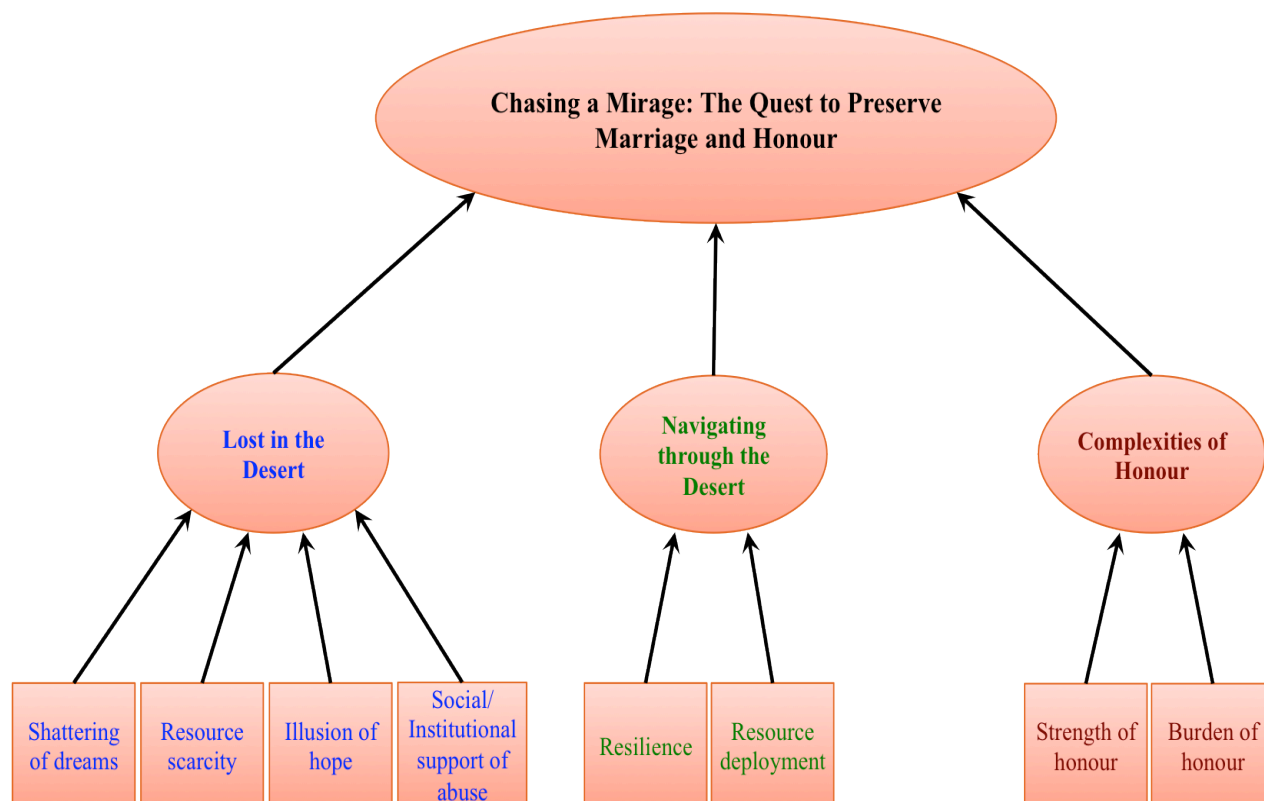 Chasing a Mirage: The Quest to Preserve
Marriage and Honour
Lost in the
Desert
Navigating
through the
Desert
Complexities of
Honour
Shattering
of dreams
Resource
scarcity
Illusion of
hope
Social/
Institutional
support of
abuse
Resilience
Resource
deployment
Strength of
honour
Burden of
honour